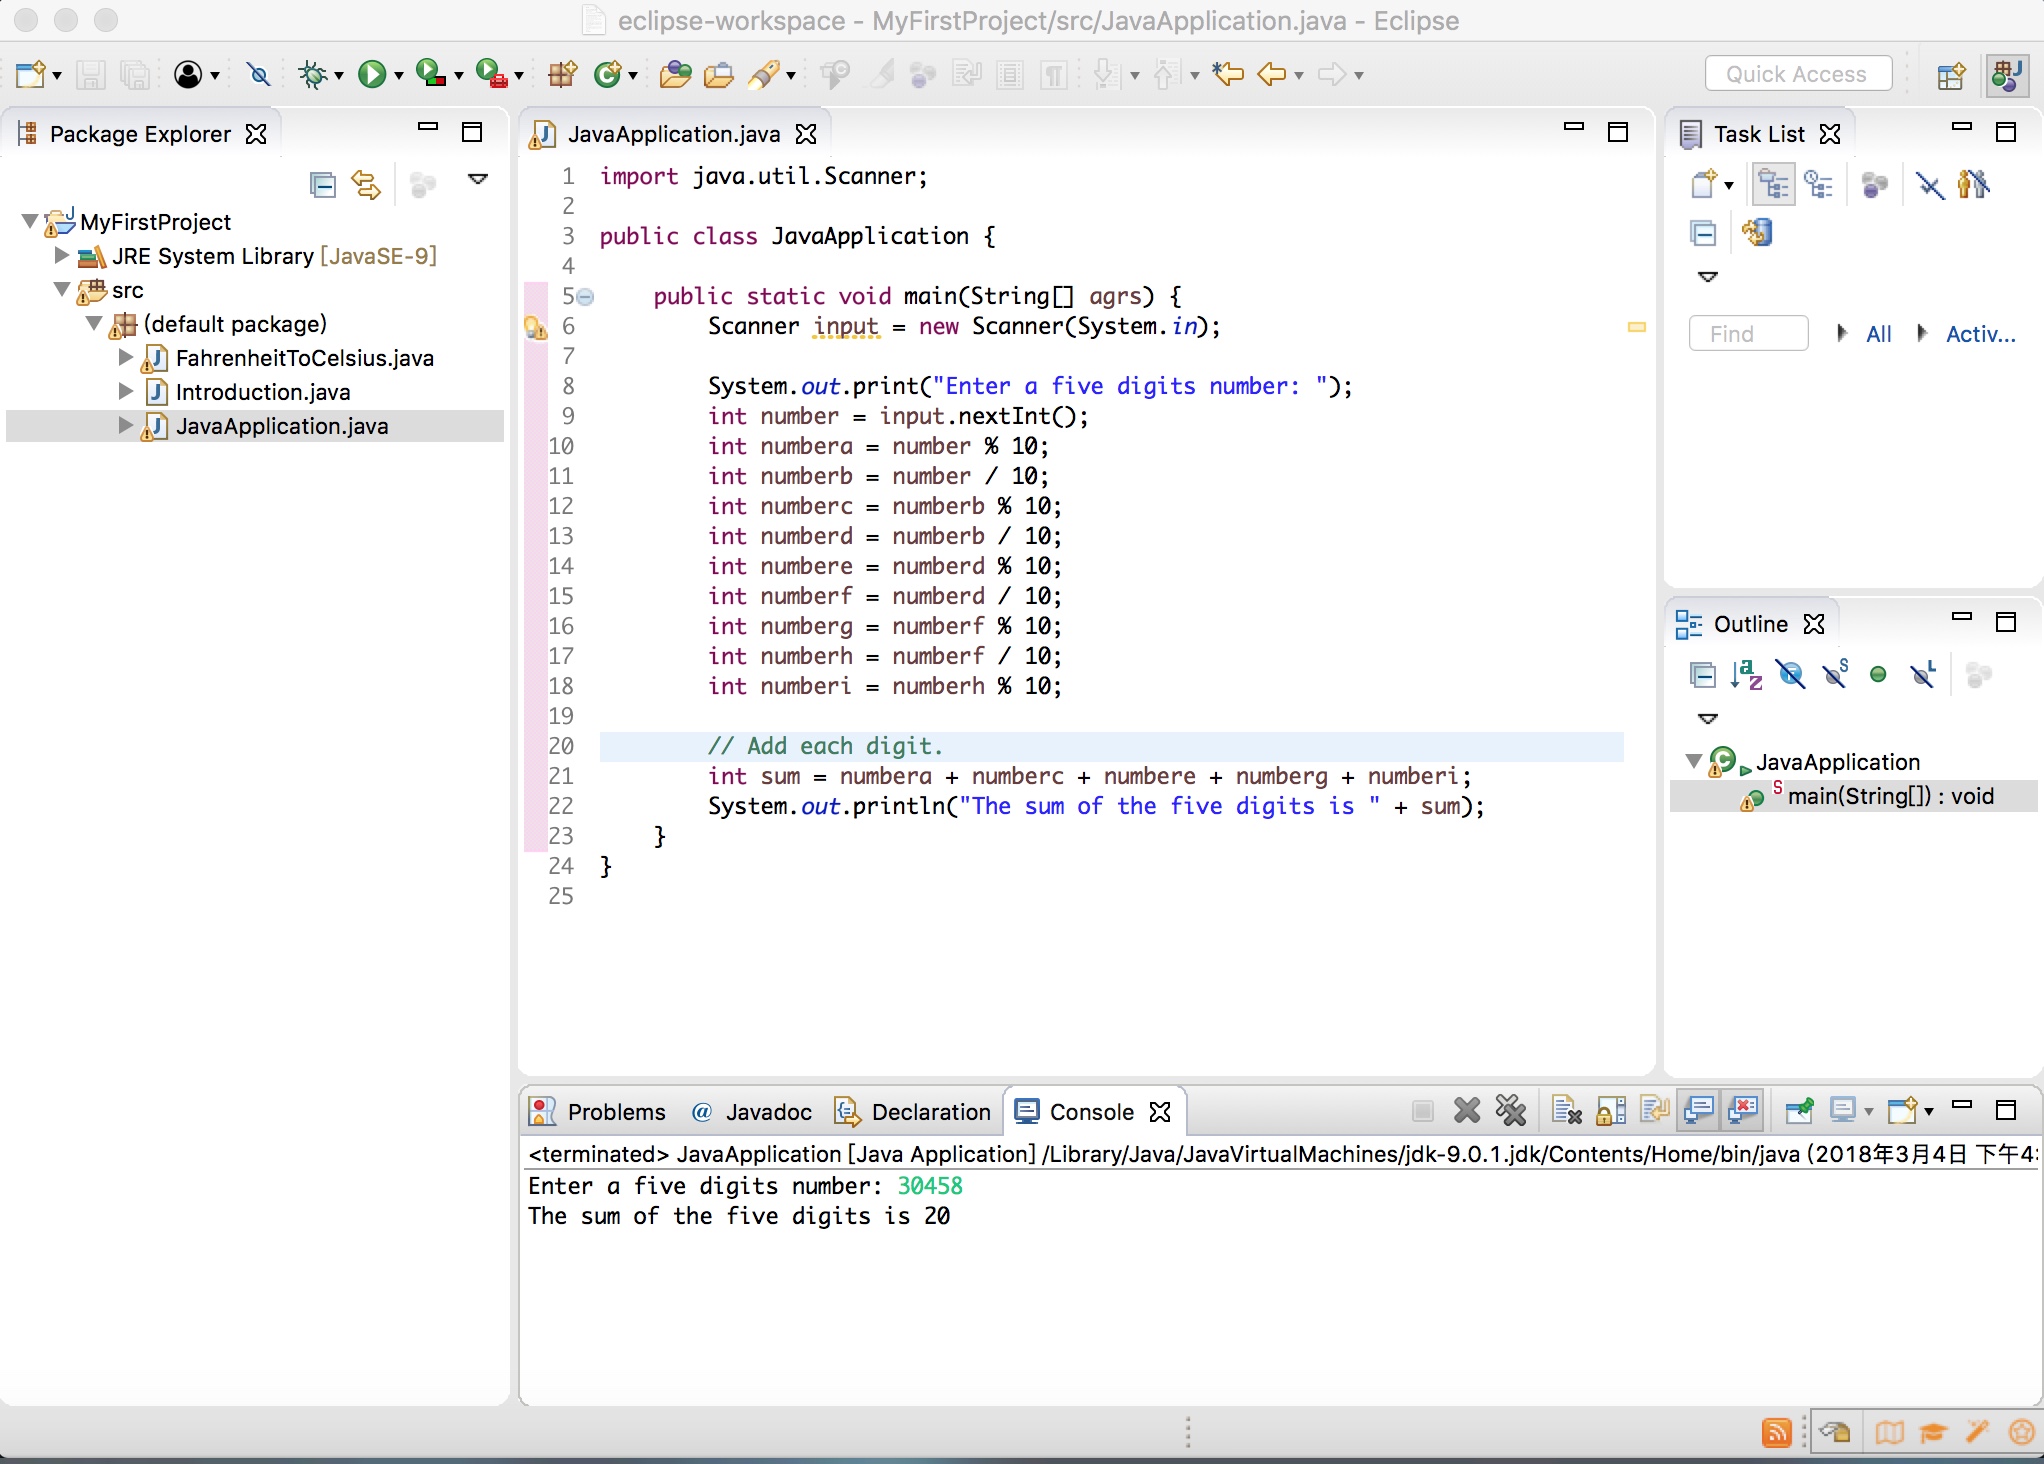 eclipse-workspace - MyFirstProject/src/JavaApplication.java - Eclipse
Quick Access
Package Explorer
MyFirstProject
JRE System Library [JavaSE-9]
src
(default package)
FahrenheitToCelsius.java
Introduction.java
JavaApplication.java
JavaApplication.java
1 import java.util.Scanner;
2
3 public class JavaApplication {
4
5 public static void main(String[] agrs) {
6 Scanner input = new Scanner(System.in);
7
8 System.out.print("Enter a five digits number: ");
9 int number = input.nextInt();
10 int numbera = number % 10;
11 int numberb = number / 10;
12 int numberc = numberb % 10;
13 int numberd = numberb / 10;
14 int numbere = numberd % 10;
15 int numberf = numberd / 10;
16 int numberg = numberf % 10;
17 int numberh = numberf / 10;
18 int numberi = numberh % 10;
19
20 // Add each digit.
21 int sum = numbera + numberc + numbere + numberg + numberi;
22 System.out.println("The sum of the five digits is " + sum);
23 }
24 }
25
Task List
Find All Activ...
Outline
JavaApplication
main(String[]) : void
Problems @ Javadoc Declaration Console
<terminated> JavaApplication [Java Application] /Library/Java/JavaVirtualMachines/jdk-9.0.1.jdk/Contents/Home/bin/java (2018年3月4日 下午4:
Enter a five digits number: 30458
The sum of the five digits is 20